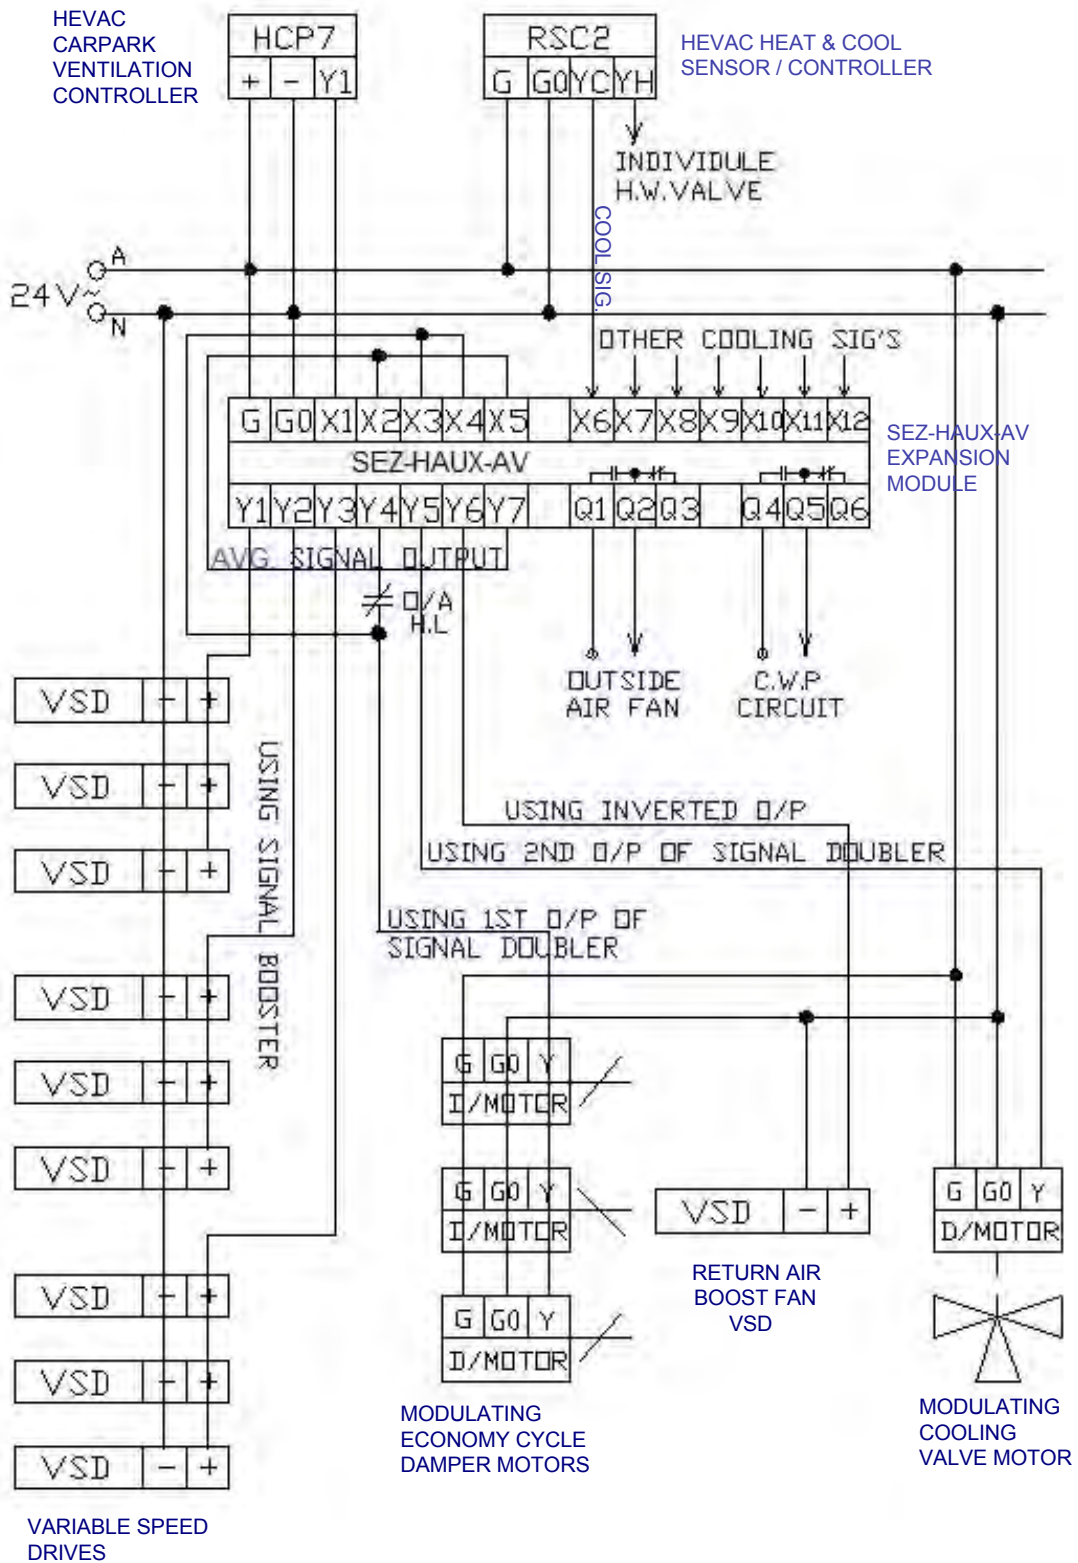 HEVAC
CARPARK
VENTILATION
CONTROLLER
HCP7
+ - Y1
RSC2
G G0 YC YH
HEVAC HEAT & COOL
SENSOR / CONTROLLER
INDIVIDULE
H.W.VALVE
COOL SIG.
A
24V~
N
OTHER COOLING SIG'S
G G0 X1 X2 X3 X4 X5 X6 X7 X8 X9 X10 X11 X12
SEZ-HAUX-AV
Y1 Y2 Y3 Y4 Y5 Y6 Y7 Q1 Q2 Q3 Q4 Q5 Q6
SEZ-HAUX-AV
EXPANSION
MODULE
AVG. SIGNAL OUTPUT
O/A
H.L
OUTSIDE
AIR FAN
C.W.P
CIRCUIT
VSD - +
VSD - +
VSD - +
VSD - +
VSD - +
VSD - +
VSD - +
VSD - +
VSD - +
USING SIGNAL BOOSTER
USING INVERTED O/P
USING 2ND O/P OF SIGNAL DOUBLER
USING 1ST O/P OF
SIGNAL DOUBLER
G G0 Y
D/MOTOR
G G0 Y
D/MOTOR
G G0 Y
D/MOTOR
VSD - +
G G0 Y
D/MOTOR
RETURN AIR
BOOST FAN
VSD
MODULATING
ECONOMY CYCLE
DAMPER MOTORS
MODULATING
COOLING
VALVE MOTOR
VARIABLE SPEED
DRIVES